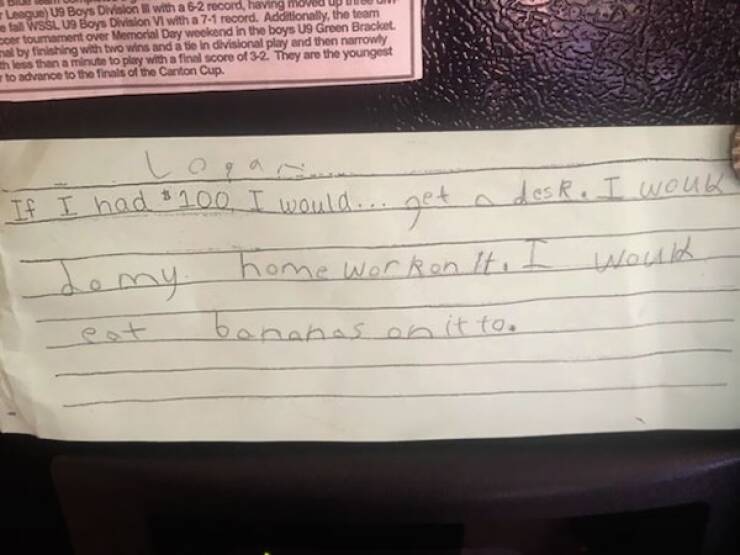 League) U9 Boys Division III with a 6-2 record, having moved up three
fall WSSL U9 Boys Division VI with a 7-1 record. Additionally, the team
tournament over Memorial Day weekend in the boys U9 Green Bracket.
by finishing with two wins and a tie in divisional play and then narrowly
less than a minute to play with a final score of 3-2. They are the youngest
to advance to the finals of the Canton Cup.
Logan
If I had $100 I would... get a desk. I would
do my home work on it. I would
eat bananas on it to.